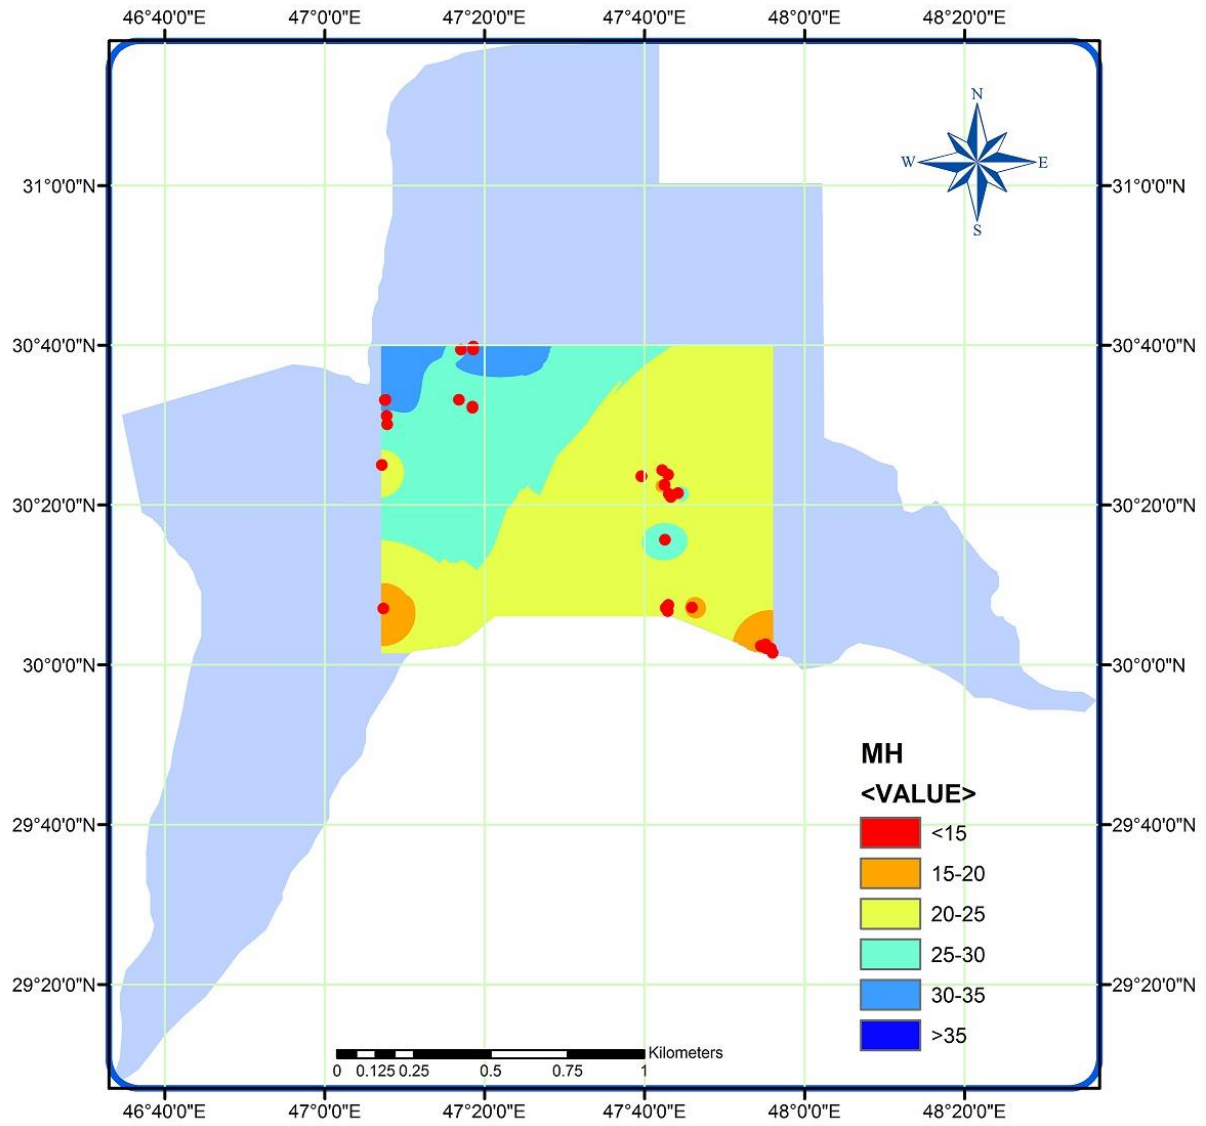 46°40'0"E 47°0'0"E 47°20'0"E 47°40'0"E 48°0'0"E 48°20'0"E
N
W E
S
31°0'0"N 31°0'0"N
30°40'0"N 30°40'0"N
30°20'0"N 30°20'0"N
30°0'0"N 30°0'0"N
MH
<VALUE>
29°40'0"N <15 29°40'0"N
15-20
20-25
25-30
29°20'0"N 29°20'0"N
30-35
>35
Kilometers
0 0.125 0.25 0.5 0.75 1
46°40'0"E 47°0'0"E 47°20'0"E 47°40'0"E 48°0'0"E 48°20'0"E